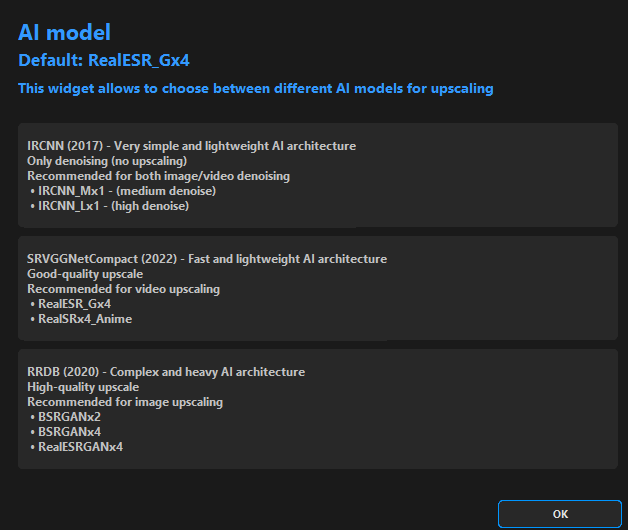 AI model
Default: RealESR_Gx4
This widget allows to choose between different AI models for upscaling
IRCNN (2017) - Very simple and lightweight AI architecture
Only denoising (no upscaling)
Recommended for both image/video denoising
• IRCNN_Mx1 - (medium denoise)
• IRCNN_Lx1 - (high denoise)
SRVGGNetCompact (2022) - Fast and lightweight AI architecture
Good-quality upscale
Recommended for video upscaling
• RealESR_Gx4
• RealSRx4_Anime
RRDB (2020) - Complex and heavy AI architecture
High-quality upscale
Recommended for image upscaling
• BSRGANx2
• BSRGANx4
• RealESRGANx4
OK